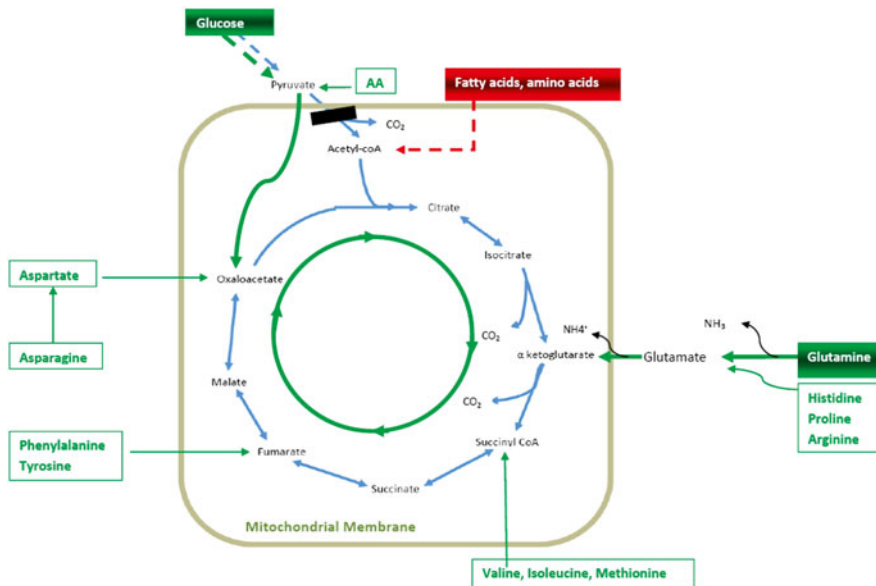 Glucose
Pyruvate
AA
Fatty acids, amino acids
CO2
Acetyl-coA
Citrate
Isocitrate
Aspartate
Oxaloacetate
CO2
NH4+
NH3
α ketoglutarate
Glutamate
Glutamine
Asparagine
Malate
CO2
Histidine
Proline
Arginine
Phenylalanine
Tyrosine
Fumarate
Succinyl CoA
Succinate
Mitochondrial Membrane
Valine, Isoleucine, Methionine